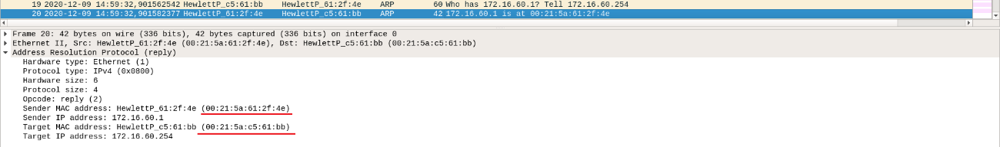 19 2020-12-09 14:59:32,901562542 HewlettP_c5:61:bb HewlettP_61:2f:4e ARP 60 Who has 172.16.60.1? Tell 172.16.60.254
20 2020-12-09 14:59:32,901582377 HewlettP_61:2f:4e HewlettP_c5:61:bb ARP 42 172.16.60.1 is at 00:21:5a:61:2f:4e
Frame 20: 42 bytes on wire (336 bits), 42 bytes captured (336 bits) on interface 0
Ethernet II, Src: HewlettP_61:2f:4e (00:21:5a:61:2f:4e), Dst: HewlettP_c5:61:bb (00:21:5a:c5:61:bb)
Address Resolution Protocol (reply)
Hardware type: Ethernet (1)
Protocol type: IPv4 (0x0800)
Hardware size: 6
Protocol size: 4
Opcode: reply (2)
Sender MAC address: HewlettP_61:2f:4e (00:21:5a:61:2f:4e)
Sender IP address: 172.16.60.1
Target MAC address: HewlettP_c5:61:bb (00:21:5a:c5:61:bb)
Target IP address: 172.16.60.254